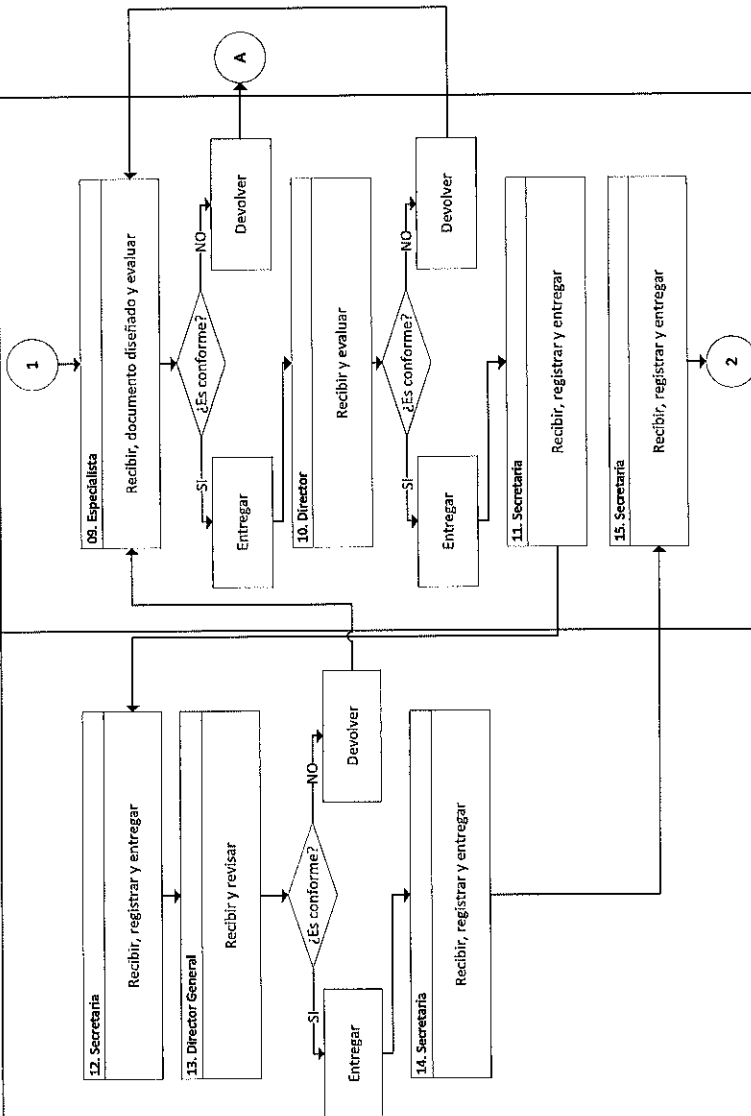 1
09. Especialista
Recibir, documento diseñado y evaluar
¿Es conforme?
SI
NO
Entregar
Devolver
A
10. Director
Recibir y evaluar
¿Es conforme?
SI
NO
Entregar
Devolver
11. Secretaria
Recibir, registrar y entregar
12. Secretaria
Recibir, registrar y entregar
13. Director General
Recibir y revisar
¿Es conforme?
SI
NO
Entregar
Devolver
14. Secretaria
Recibir, registrar y entregar
15. Secretaria
Recibir, registrar y entregar
2